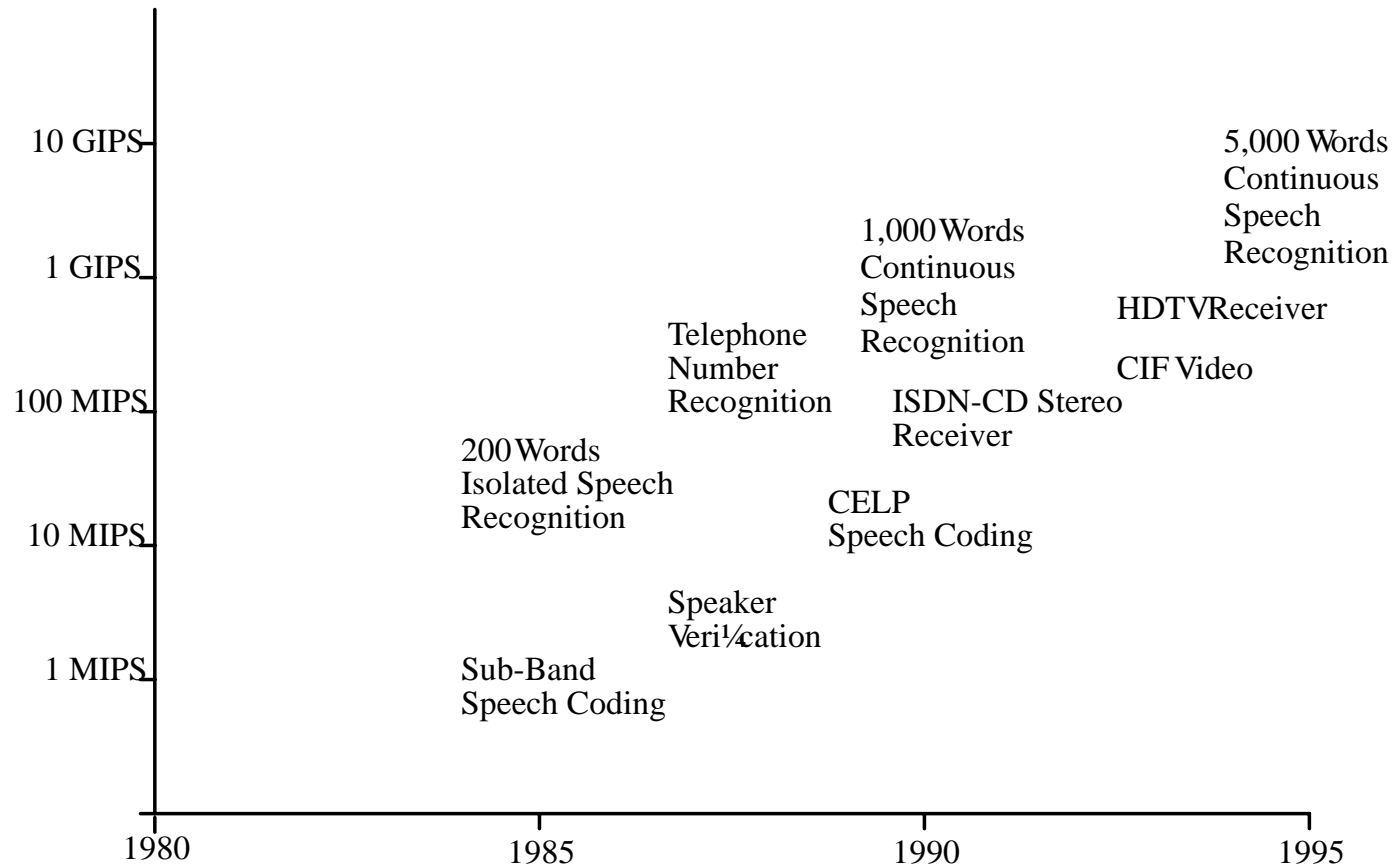 10 GIPS
1 GIPS
100 MIPS
10 MIPS
1 MIPS
5,000 Words
Continuous
Speech
Recognition
1,000 Words
Continuous
Speech
Recognition
HDTV Receiver
CIF Video
Telephone
Number
Recognition
ISDN-CD Stereo
Receiver
200 Words
Isolated Speech
Recognition
CELP
Speech Coding
Speaker
Veri¼cation
Sub-Band
Speech Coding
1980
1985
1990
1995